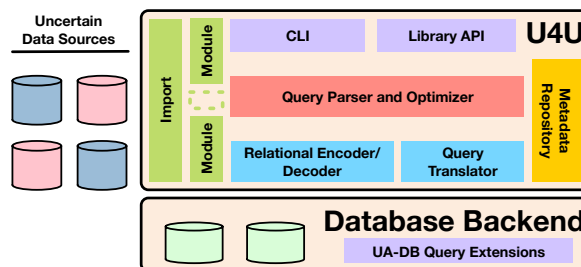 Uncertain
Data Sources
Import
Module
Module
CLI
Library API
U4U
Query Parser and Optimizer
Metadata
Repository
Relational Encoder/
Decoder
Query
Translator
Database Backend
UA-DB Query Extensions